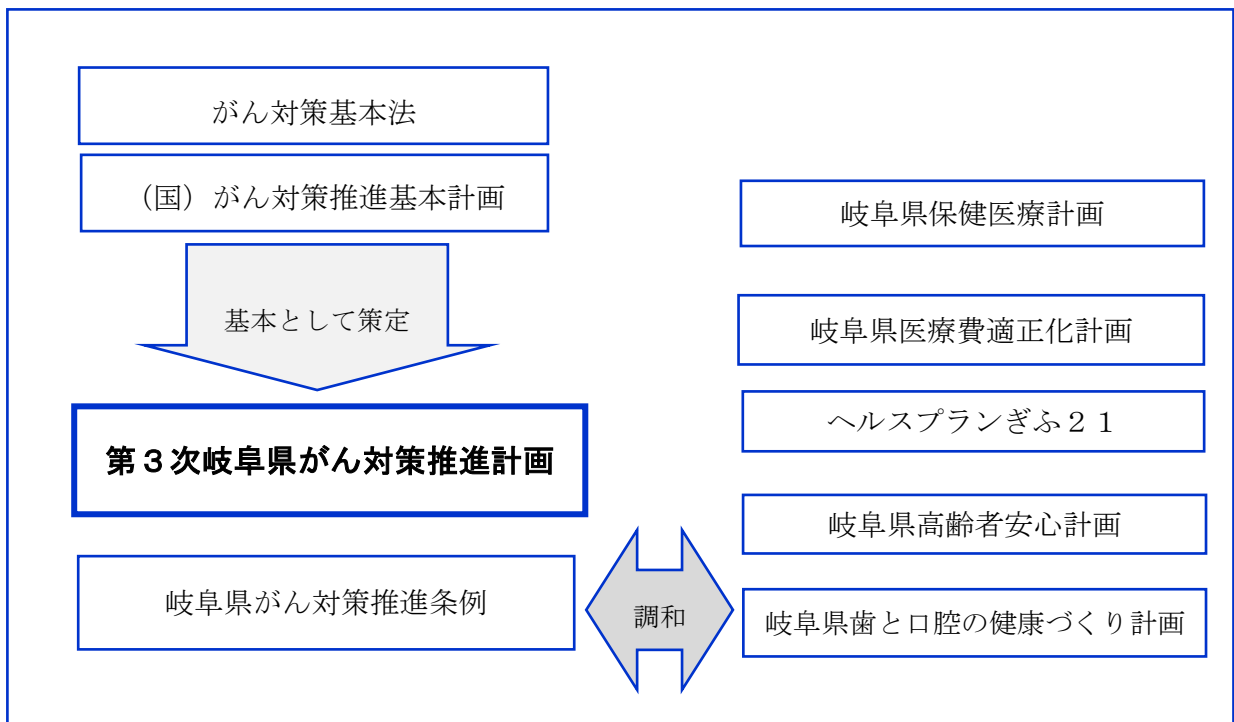 がん対策基本法
（国）がん対策推進基本計画
基本として策定
第３次岐阜県がん対策推進計画
岐阜県がん対策推進条例
調和
岐阜県保健医療計画
岐阜県医療費適正化計画
ヘルスプランぎふ２１
岐阜県高齢者安心計画
岐阜県歯と口腔の健康づくり計画